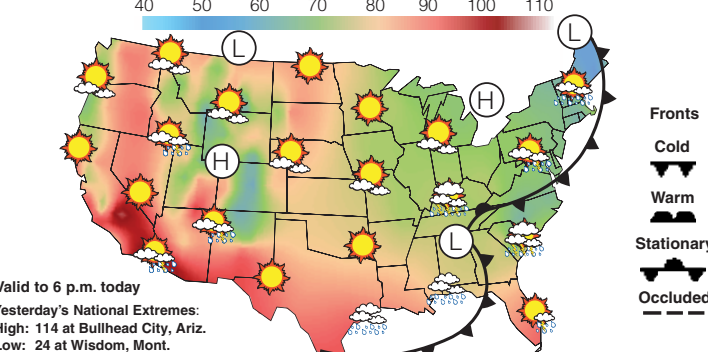 40 50 60 70 80 90 100 110
L
L
H
H
L
Fronts
Cold
Warm
Stationary
Occluded
Valid to 6 p.m. today
Yesterday's National Extremes:
High: 114 at Bullhead City, Ariz.
Low: 24 at Wisdom, Mont.